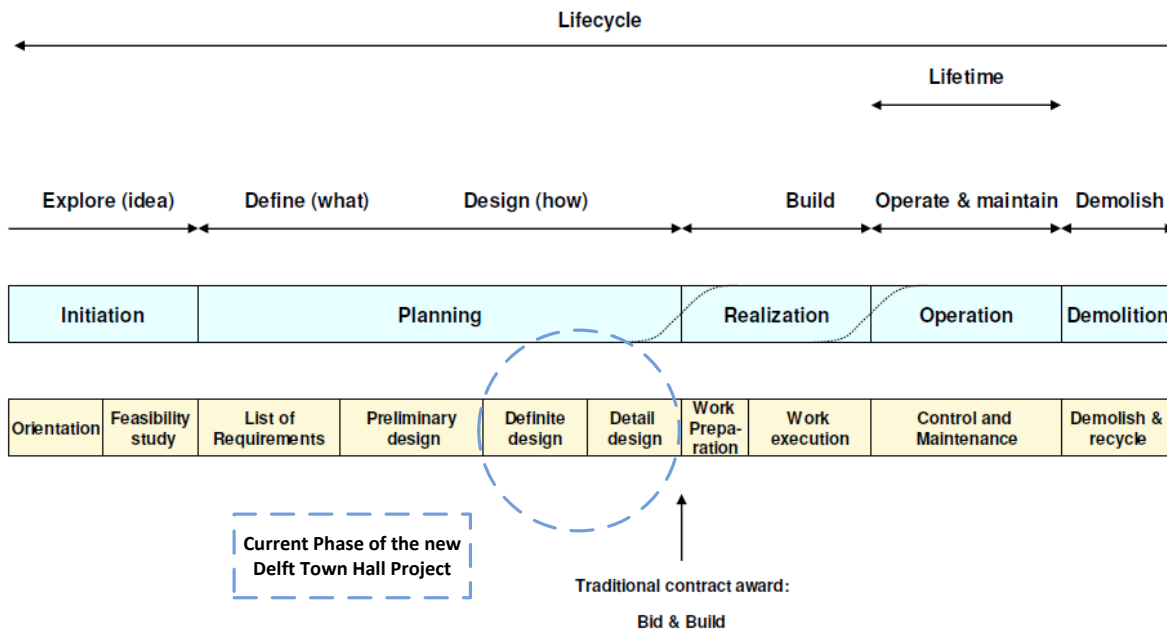 Lifecycle
Lifetime
Explore (idea)
Define (what)
Design (how)
Build
Operate & maintain
Demolish
Initiation
Planning
Realization
Operation
Demolition
Orientation
Feasibility
study
List of
Requirements
Preliminary
design
Definite
design
Detail
design
Work
Prepa-
ration
Work
execution
Control and
Maintenance
Demolish &
recycle
Current Phase of the new
Delft Town Hall Project
Traditional contract award:
Bid & Build